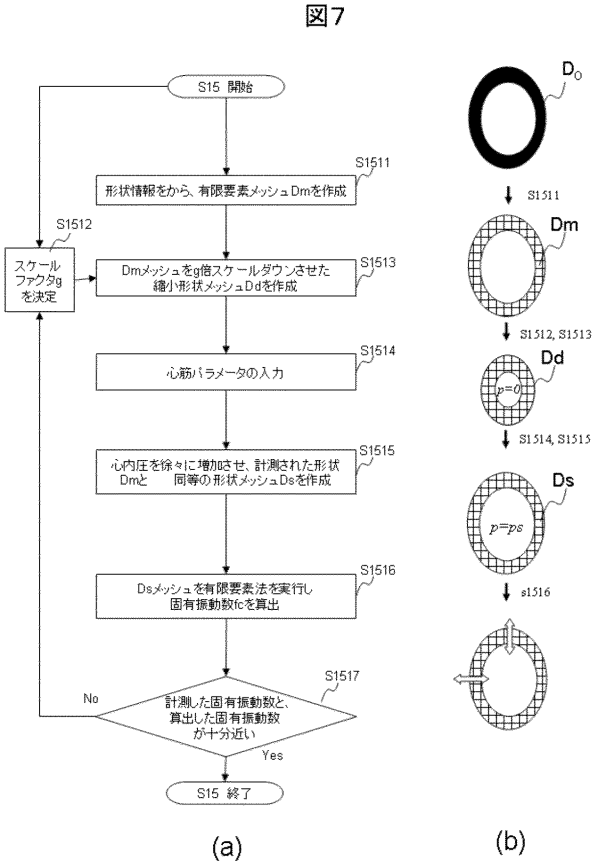 図7
S15 開始
S1511
形状情報をから、有限要素メッシュDmを作成
S1512
スケール
ファクタg
を決定
S1513
Dmメッシュをg倍スケールダウンさせた
縮小形状メッシュDdを作成
S1514
心筋パラメータの入力
S1515
心内圧を徐々に増加させ、計測された形状
Dmと 同等の形状メッシュDsを作成
S1516
Dsメッシュを有限要素法を実行し
固有振動数fcを算出
S1517
計測した固有振動数と、
算出した固有振動数
が十分近い
No
Yes
S15 終了
(a)
D0
S1511
Dm
S1512, S1513
Dd
p=0
S1514, S1515
Ds
p=ps
s1516
(b)